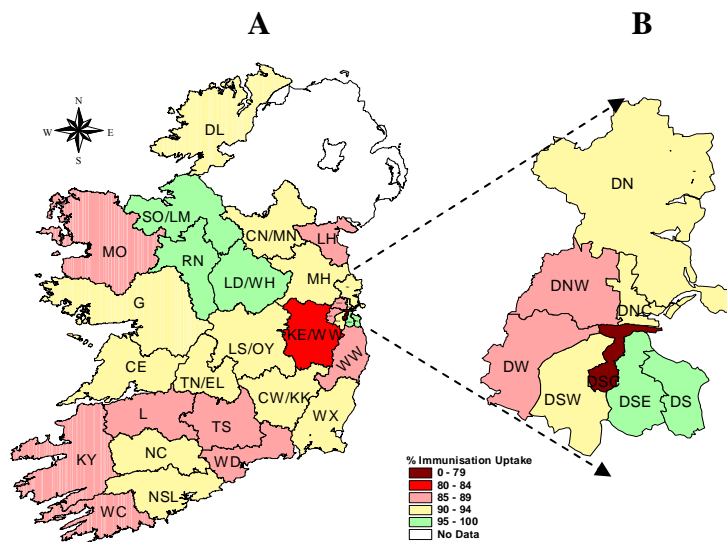 A
B
N
W E
S
DL
SO/LM
CN/MN
LH
MO
RN
LD/WH
MH
G
KE/WW
LS/OY
WW
CE
TN/EL
CW/KK
WX
L
TS
KY
NC
WD
NSL
WC
DN
DNW
DNC
DW
DSC
DSW
DSE
DS
% Immunisation Uptake
0 - 79
80 - 84
85 - 89
90 - 94
95 - 100
No Data